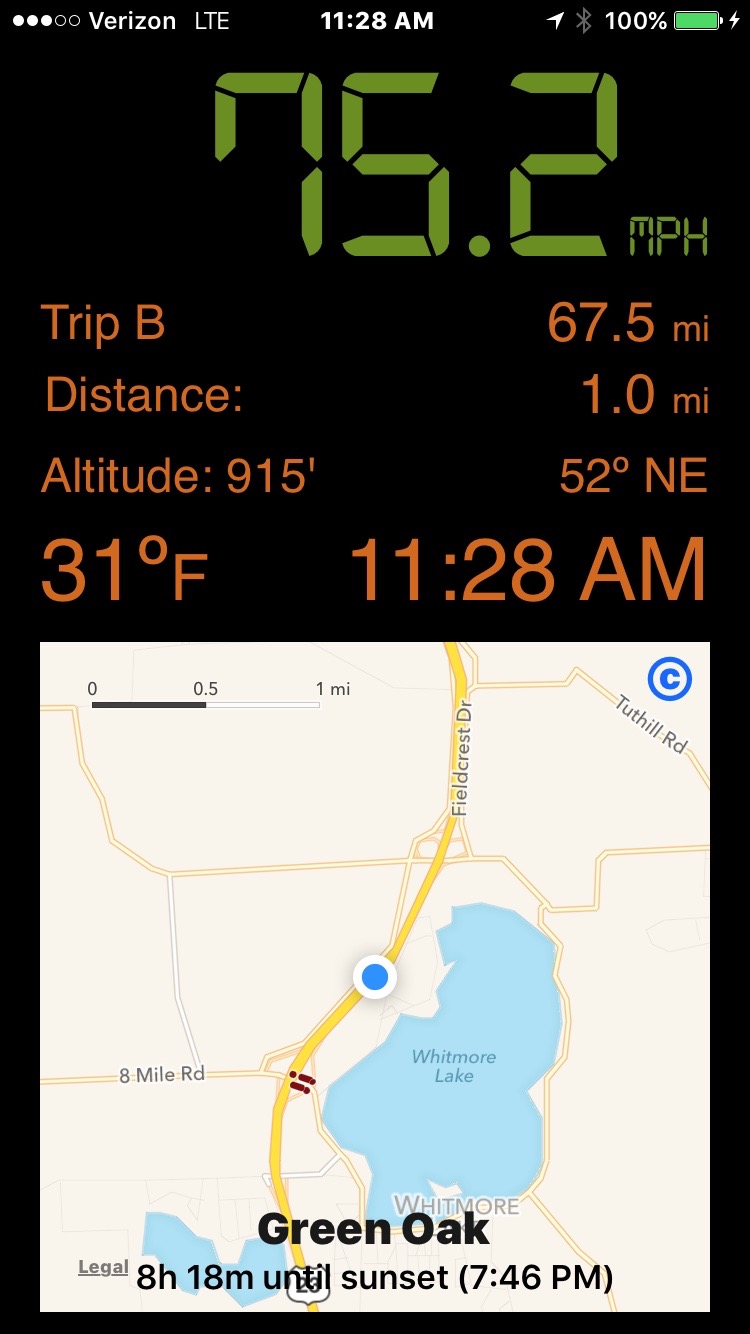 Verizon LTE 11:28 AM 100%
75.2 MPH
Trip B 67.5 mi
Distance: 1.0 mi
Altitude: 915' 52º NE
31ºF 11:28 AM
0 0.5 1 mi
©
Tuthill Rd
Fieldcrest Dr
Whitmore
Lake
8 Mile Rd
WHITMORE
Green Oak
Legal
8h 18m until sunset (7:46 PM)
23